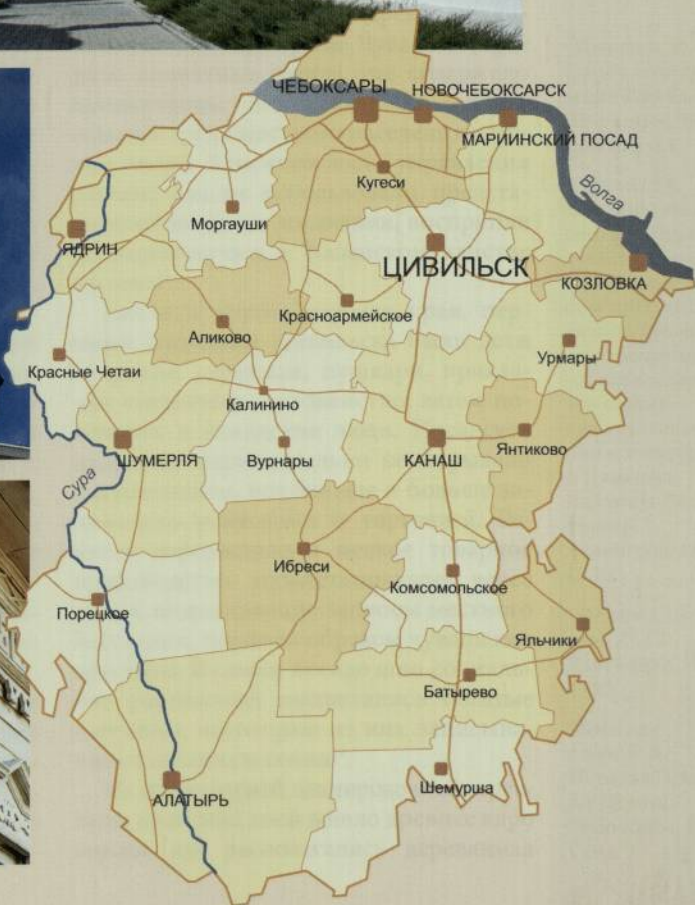 ЧЕБОКСАРЫ
НОВОЧЕБОКСАРСК
МАРИИНСКИЙ ПОСАД
Кугеси
Волга
Моргауши
ЯДРИН
ЦИВИЛЬСК
КОЗЛОВКА
Красноармейское
Аликово
Урмары
Красные Четаи
Калинино
ШУМЕРЛЯ
Вурнары
КАНАШ
Янтиково
Сура
Ибреси
Комсомольское
Порецкое
Яльчики
Батырево
АЛАТЫРЬ
Шемурша